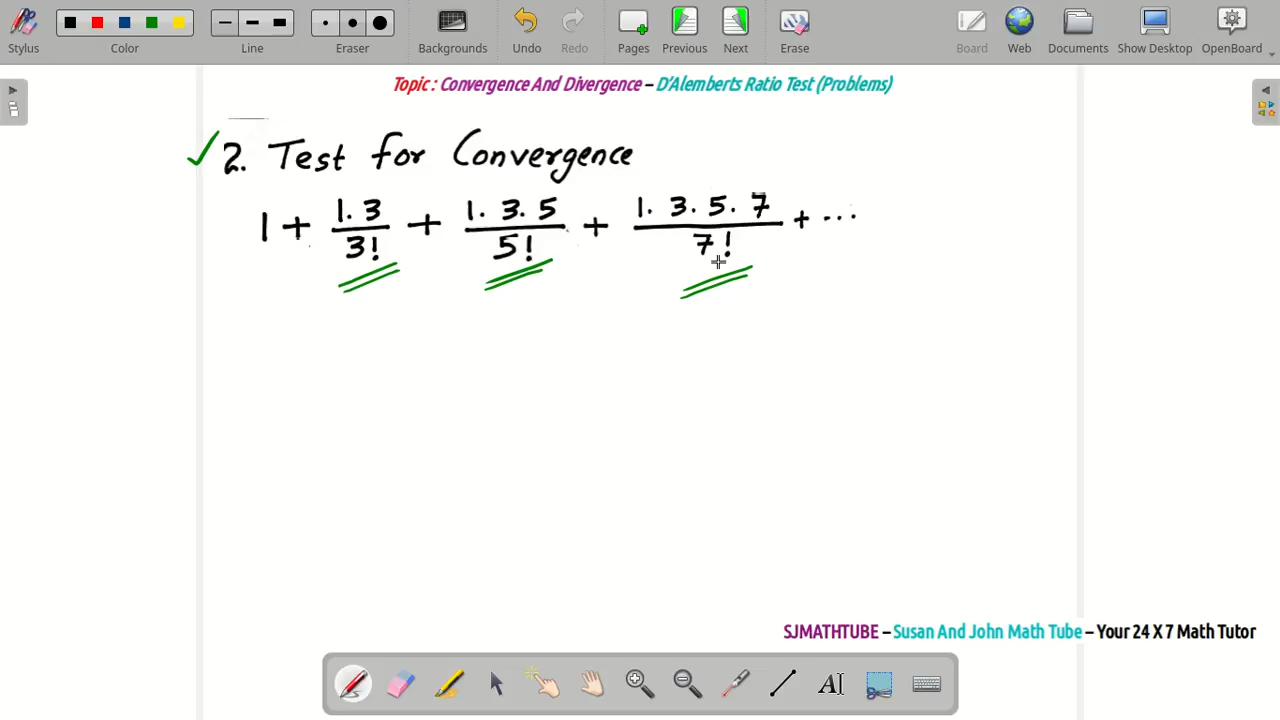 Stylus Color Line Eraser Backgrounds Undo Redo Pages Previous Next Erase Board Web Documents Show Desktop OpenBoard
Topic : Convergence And Divergence – D'Alemberts Ratio Test (Problems)
2. Test for Convergence
1 + 1. 3 / 3! + 1. 3. 5 / 5! + 1. 3. 5. 7 / 7! + ...
SJMATHTUBE – Susan And John Math Tube – Your 24 X 7 Math Tutor
AI